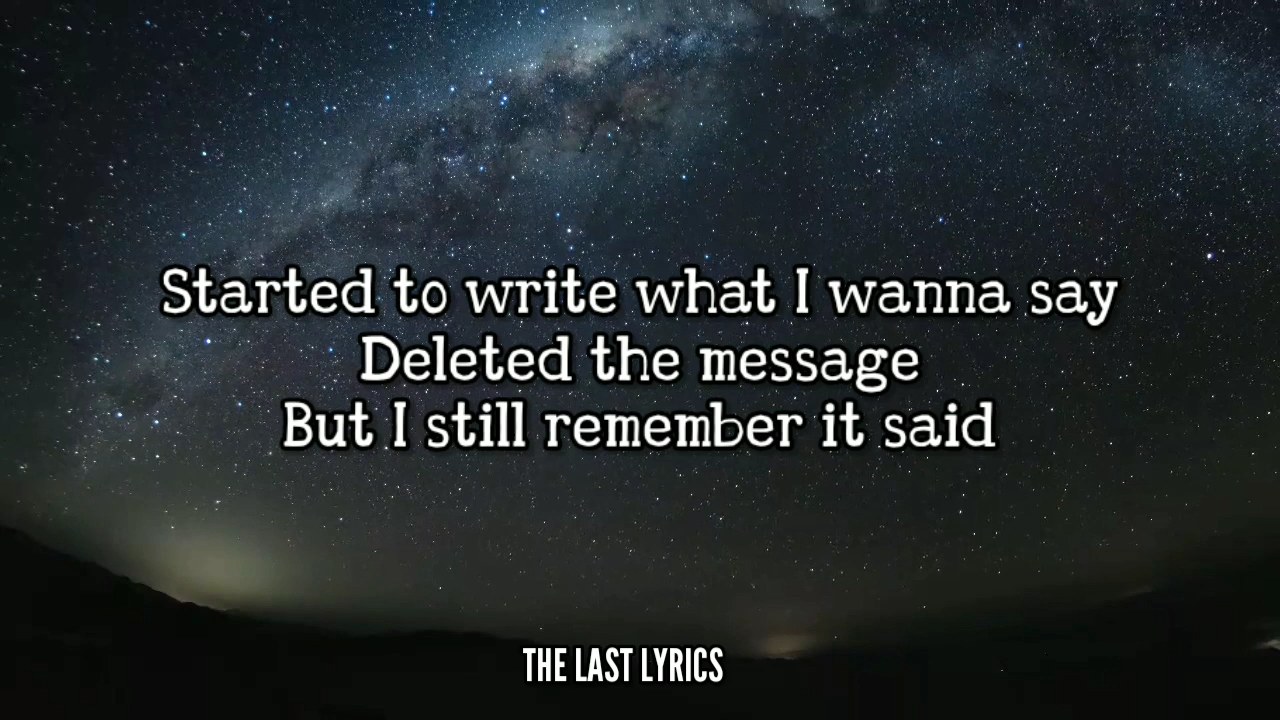 Started to write what I wanna say
Deleted the message
But I still remember it said
THE LAST LYRICS